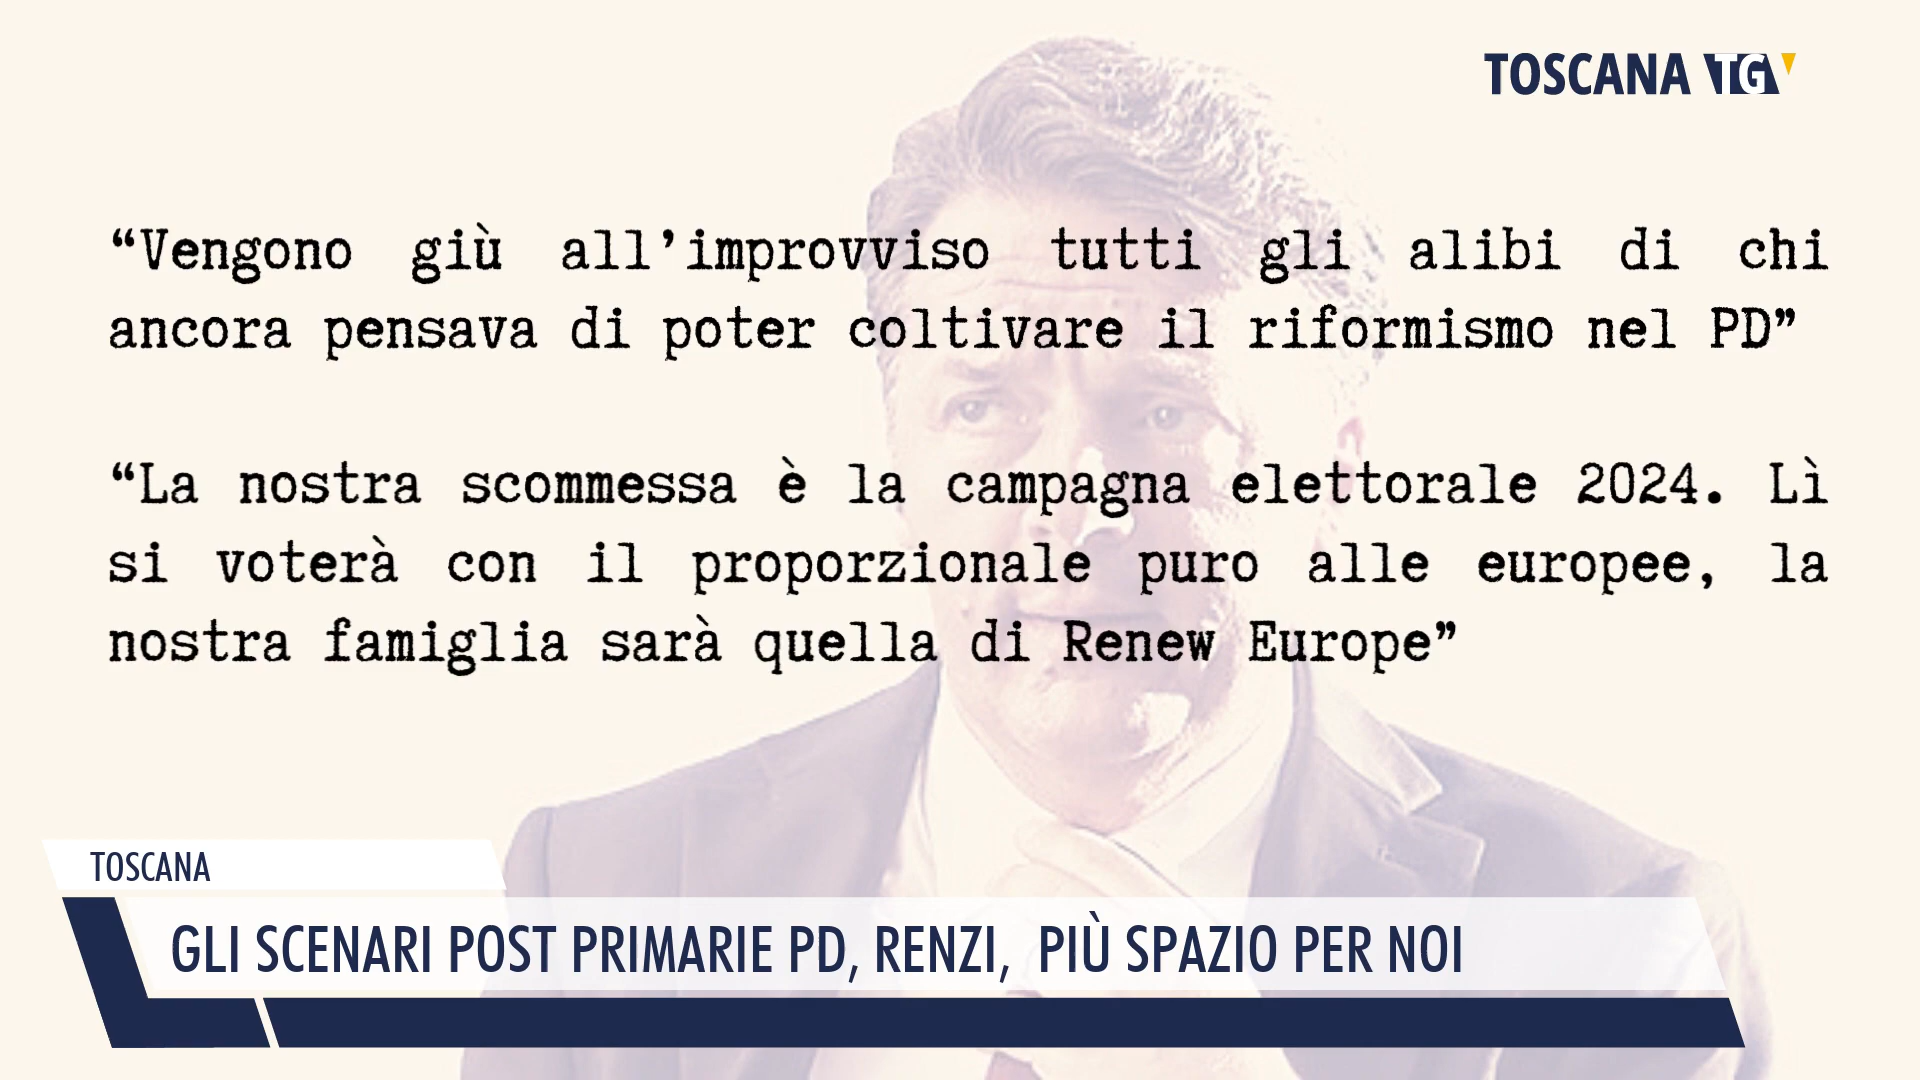 TOSCANA TG
“Vengono giù all’improvviso tutti gli alibi di chi
ancora pensava di poter coltivare il riformismo nel PD”
“La nostra scommessa è la campagna elettorale 2024. Lì
si voterà con il proporzionale puro alle europee, la
nostra famiglia sarà quella di Renew Europe”
TOSCANA
GLI SCENARI POST PRIMARIE PD, RENZI, PIÙ SPAZIO PER NOI